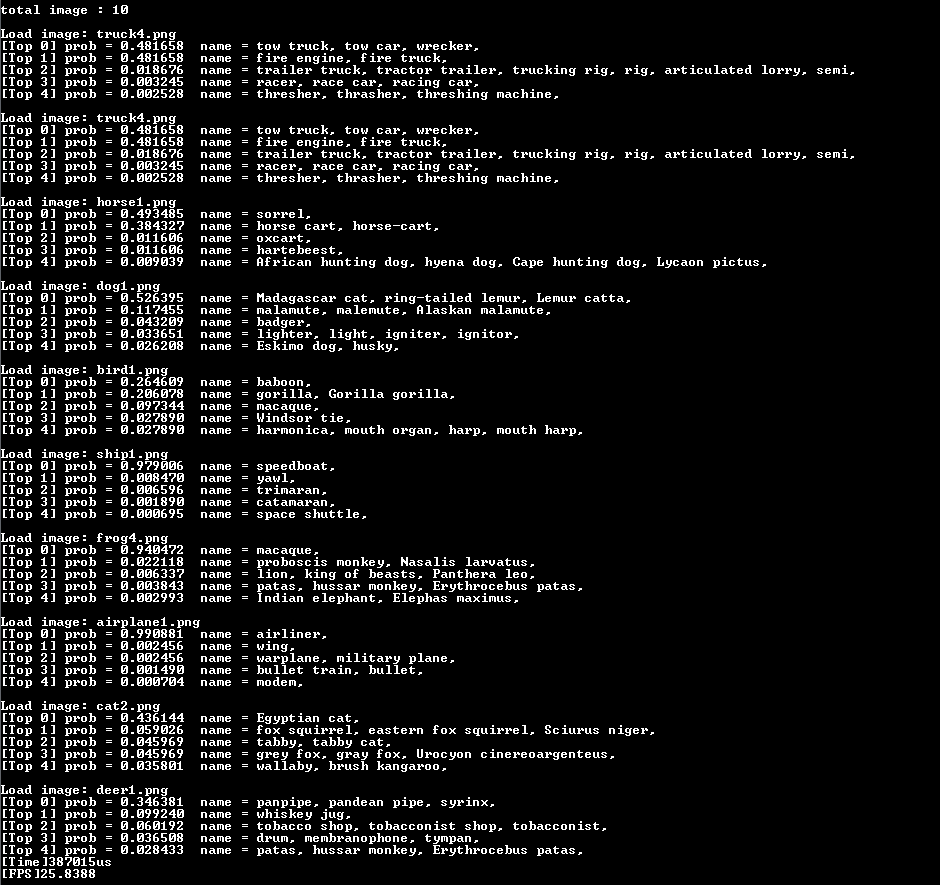 total image : 10
Load image: truck4.png
[Top 0] prob = 0.481658  name = tow truck, tow car, wrecker,
[Top 1] prob = 0.481658  name = fire engine, fire truck,
[Top 2] prob = 0.018676  name = trailer truck, tractor trailer, trucking rig, rig, articulated lorry, semi,
[Top 3] prob = 0.003245  name = racer, race car, racing car,
[Top 4] prob = 0.002528  name = thresher, thrasher, threshing machine,
Load image: truck4.png
[Top 0] prob = 0.481658  name = tow truck, tow car, wrecker,
[Top 1] prob = 0.481658  name = fire engine, fire truck,
[Top 2] prob = 0.018676  name = trailer truck, tractor trailer, trucking rig, rig, articulated lorry, semi,
[Top 3] prob = 0.003245  name = racer, race car, racing car,
[Top 4] prob = 0.002528  name = thresher, thrasher, threshing machine,
Load image: horse1.png
[Top 0] prob = 0.493485  name = sorrel,
[Top 1] prob = 0.384327  name = horse cart, horse-cart,
[Top 2] prob = 0.011606  name = oxcart,
[Top 3] prob = 0.011606  name = hartebeest,
[Top 4] prob = 0.009039  name = African hunting dog, hyena dog, Cape hunting dog, Lycaon pictus,
Load image: dog1.png
[Top 0] prob = 0.526395  name = Madagascar cat, ring-tailed lemur, Lemur catta,
[Top 1] prob = 0.117455  name = malamute, malemute, Alaskan malamute,
[Top 2] prob = 0.043209  name = badger,
[Top 3] prob = 0.033651  name = lighter, light, igniter, ignitor,
[Top 4] prob = 0.026208  name = Eskimo dog, husky,
Load image: bird1.png
[Top 0] prob = 0.264609  name = baboon,
[Top 1] prob = 0.206078  name = gorilla, Gorilla gorilla,
[Top 2] prob = 0.097344  name = macaque,
[Top 3] prob = 0.027890  name = Windsor tie,
[Top 4] prob = 0.027890  name = harmonica, mouth organ, harp, mouth harp,
Load image: ship1.png
[Top 0] prob = 0.979006  name = speedboat,
[Top 1] prob = 0.008470  name = yawl,
[Top 2] prob = 0.006596  name = trimaran,
[Top 3] prob = 0.001890  name = catamaran,
[Top 4] prob = 0.000695  name = space shuttle,
Load image: frog4.png
[Top 0] prob = 0.940472  name = macaque,
[Top 1] prob = 0.022118  name = proboscis monkey, Nasalis larvatus,
[Top 2] prob = 0.006337  name = lion, king of beasts, Panthera leo,
[Top 3] prob = 0.003843  name = patas, hussar monkey, Erythrocebus patas,
[Top 4] prob = 0.002993  name = Indian elephant, Elephas maximus,
Load image: airplane1.png
[Top 0] prob = 0.990881  name = airliner,
[Top 1] prob = 0.002456  name = wing,
[Top 2] prob = 0.002456  name = warplane, military plane,
[Top 3] prob = 0.001490  name = bullet train, bullet,
[Top 4] prob = 0.000704  name = modem,
Load image: cat2.png
[Top 0] prob = 0.436144  name = Egyptian cat,
[Top 1] prob = 0.059026  name = fox squirrel, eastern fox squirrel, Sciurus niger,
[Top 2] prob = 0.045969  name = tabby, tabby cat,
[Top 3] prob = 0.045969  name = grey fox, gray fox, Urocyon cinereoargenteus,
[Top 4] prob = 0.035801  name = wallaby, brush kangaroo,
Load image: deer1.png
[Top 0] prob = 0.346381  name = panpipe, pandean pipe, syrinx,
[Top 1] prob = 0.099240  name = whiskey jug,
[Top 2] prob = 0.060192  name = tobacco shop, tobacconist shop, tobacconist,
[Top 3] prob = 0.036508  name = drum, membranophone, tympan,
[Top 4] prob = 0.028433  name = patas, hussar monkey, Erythrocebus patas,
[Time]387015us
[FPS]25.8388